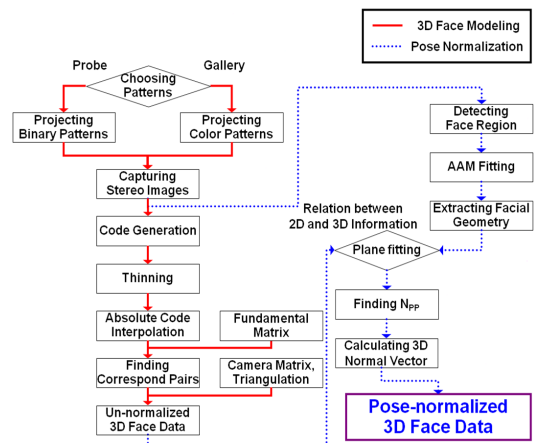 3D Face Modeling
Pose Normalization
Probe
Gallery
Choosing
Patterns
Projecting
Binary Patterns
Projecting
Color Patterns
Capturing
Stereo Images
Code Generation
Thinning
Absolute Code
Interpolation
Fundamental
Matrix
Finding
Correspond Pairs
Camera Matrix,
Triangulation
Un-normalized
3D Face Data
Detecting
Face Region
AAM Fitting
Extracting Facial
Geometry
Relation between
2D and 3D Information
Plane fitting
Finding NPP
Calculating 3D
Normal Vector
Pose-normalized
3D Face Data